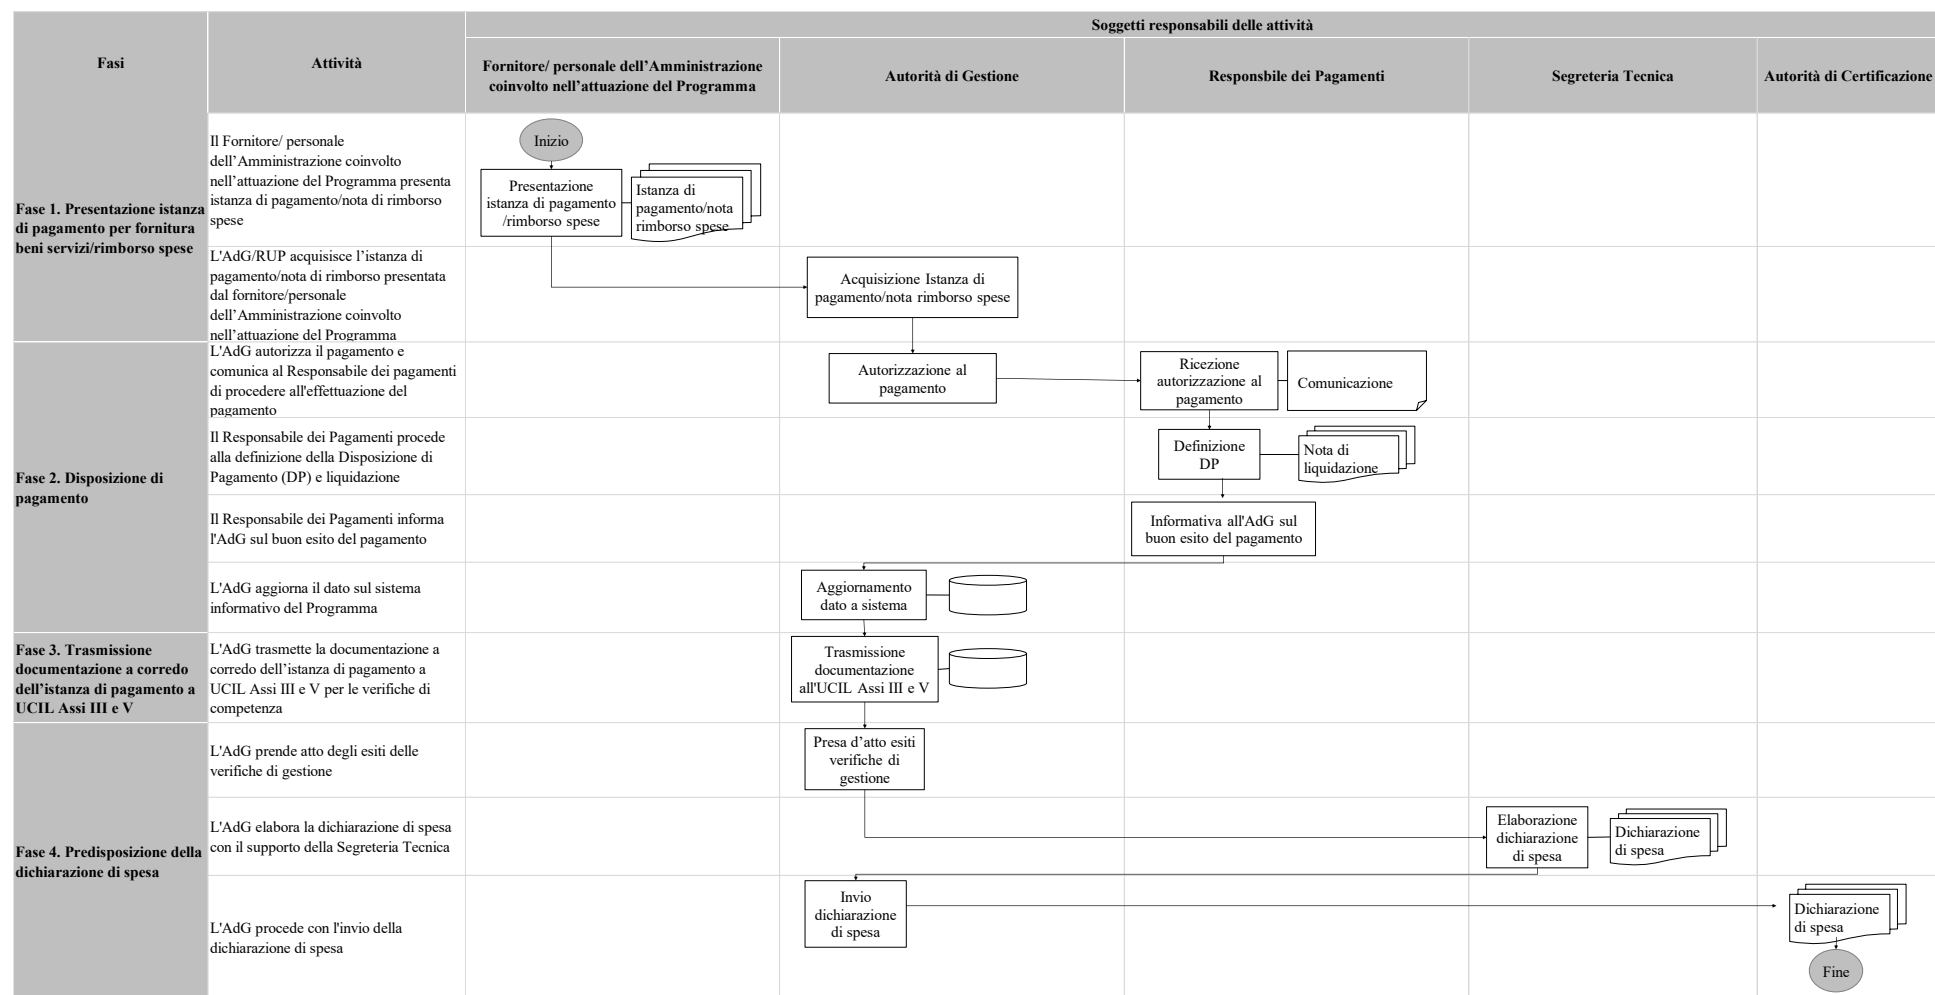 Soggetti responsabili delle attività
Fasi
Attività
Fornitore/ personale dell’Amministrazione
coinvolto nell’attuazione del Programma
Autorità di Gestione
Responsbile dei Pagamenti
Segreteria Tecnica
Autorità di Certificazione
Fase 1. Presentazione istanza
di pagamento per fornitura
beni servizi/rimborso spese
Il Fornitore/ personale
dell’Amministrazione coinvolto
nell’attuazione del Programma presenta
istanza di pagamento/nota di rimborso
spese
Inizio
Presentazione
istanza di pagamento
/rimborso spese
Istanza di
pagamento/nota
rimborso spese
L'AdG/RUP acquisisce l’istanza di
pagamento/nota di rimborso presentata
dal fornitore/personale
dell’Amministrazione coinvolto
nell’attuazione del Programma
Acquisizione Istanza di
pagamento/nota rimborso spese
Fase 2. Disposizione di
pagamento
L'AdG autorizza il pagamento e
comunica al Responsabile dei pagamenti
di procedere all'effettuazione del
pagamento
Autorizzazione al
pagamento
Ricezione
autorizzazione al
pagamento
Comunicazione
Il Responsabile dei Pagamenti procede
alla definizione della Disposizione di
Pagamento (DP) e liquidazione
Definizione
DP
Nota di
liquidazione
Il Responsabile dei Pagamenti informa
l'AdG sul buon esito del pagamento
Informativa all'AdG sul
buon esito del pagamento
L'AdG aggiorna il dato sul sistema
informativo del Programma
Aggiornamento
dato a sistema
Fase 3. Trasmissione
documentazione a corredo
dell’istanza di pagamento a
UCIL Assi III e V
L'AdG trasmette la documentazione a
corredo dell’istanza di pagamento a
UCIL Assi III e V per le verifiche di
competenza
Trasmissione
documentazione
all'UCIL Assi III e V
Fase 4. Predisposizione della
dichiarazione di spesa
L'AdG prende atto degli esiti delle
verifiche di gestione
Presa d’atto esiti
verifiche di
gestione
L'AdG elabora la dichiarazione di spesa
con il supporto della Segreteria Tecnica
Elaborazione
dichiarazione
di spesa
Dichiarazione
di spesa
L'AdG procede con l'invio della
dichiarazione di spesa
Invio
dichiarazione
di spesa
Dichiarazione
di spesa
Fine